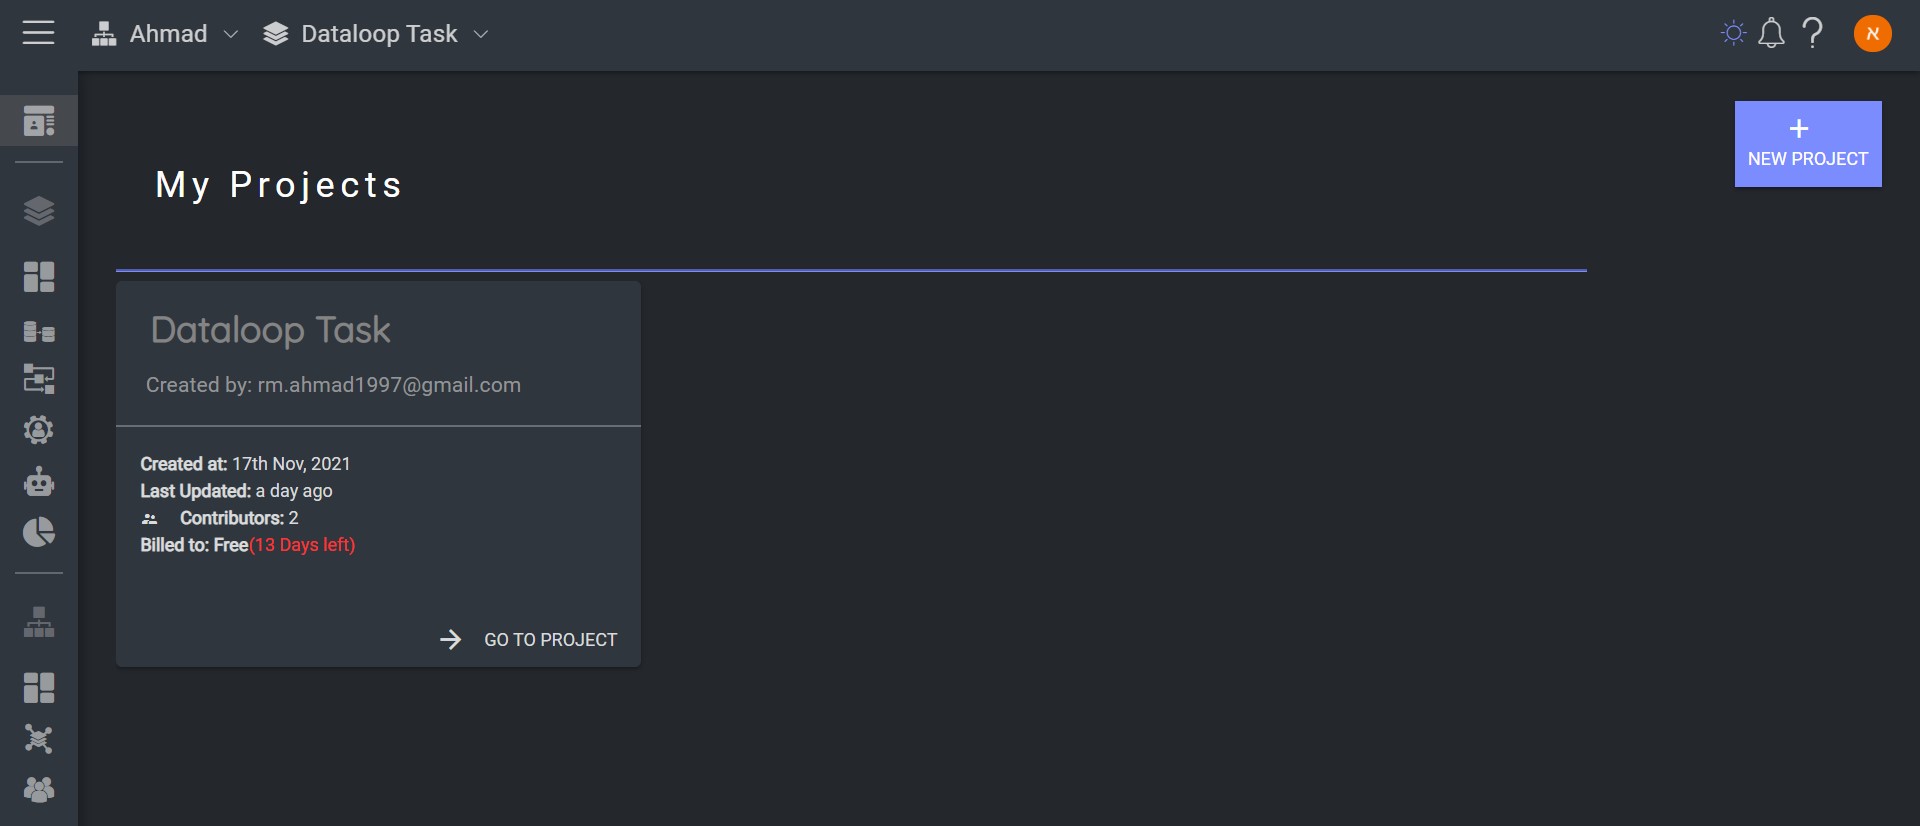 Ahmad
Dataloop Task
א
NEW PROJECT
My Projects
Dataloop Task
Created by: rm.ahmad1997@gmail.com
Created at: 17th Nov, 2021
Last Updated: a day ago
Contributors: 2
Billed to: Free(13 Days left)
GO TO PROJECT